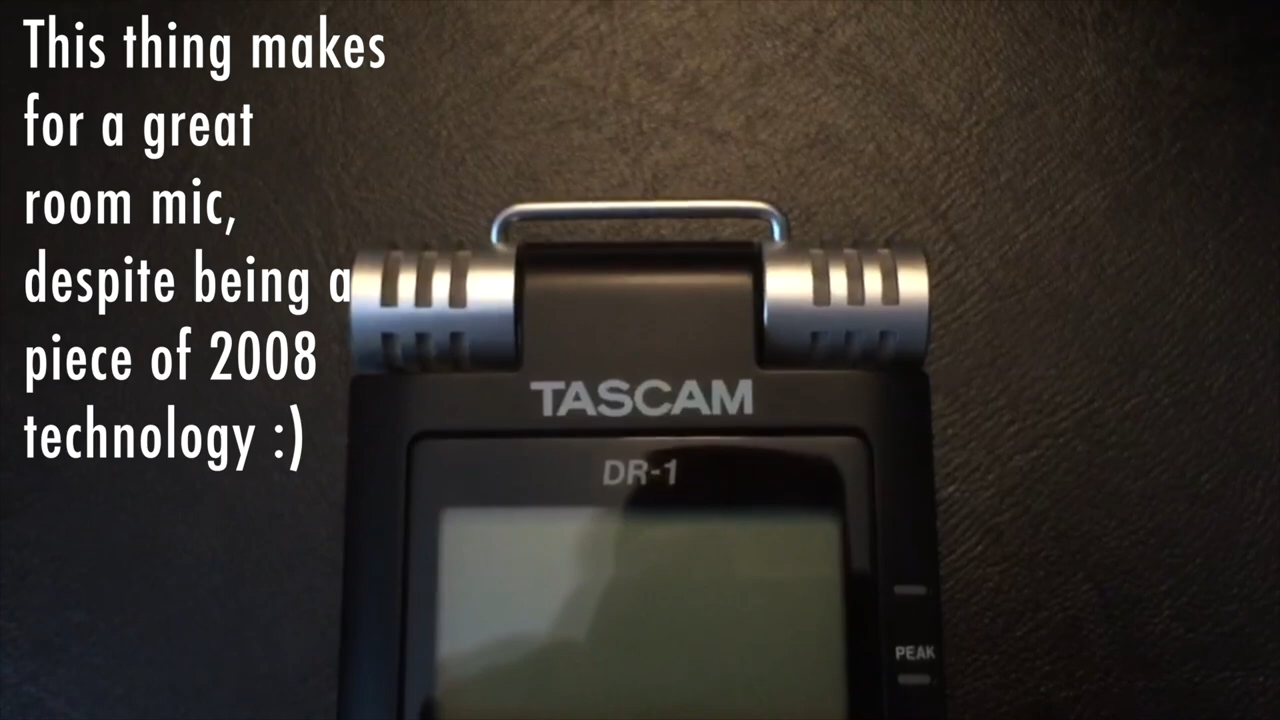 This thing makes
for a great
room mic,
despite being a
piece of 2008
technology :)
TASCAM
DR-1
PEAK